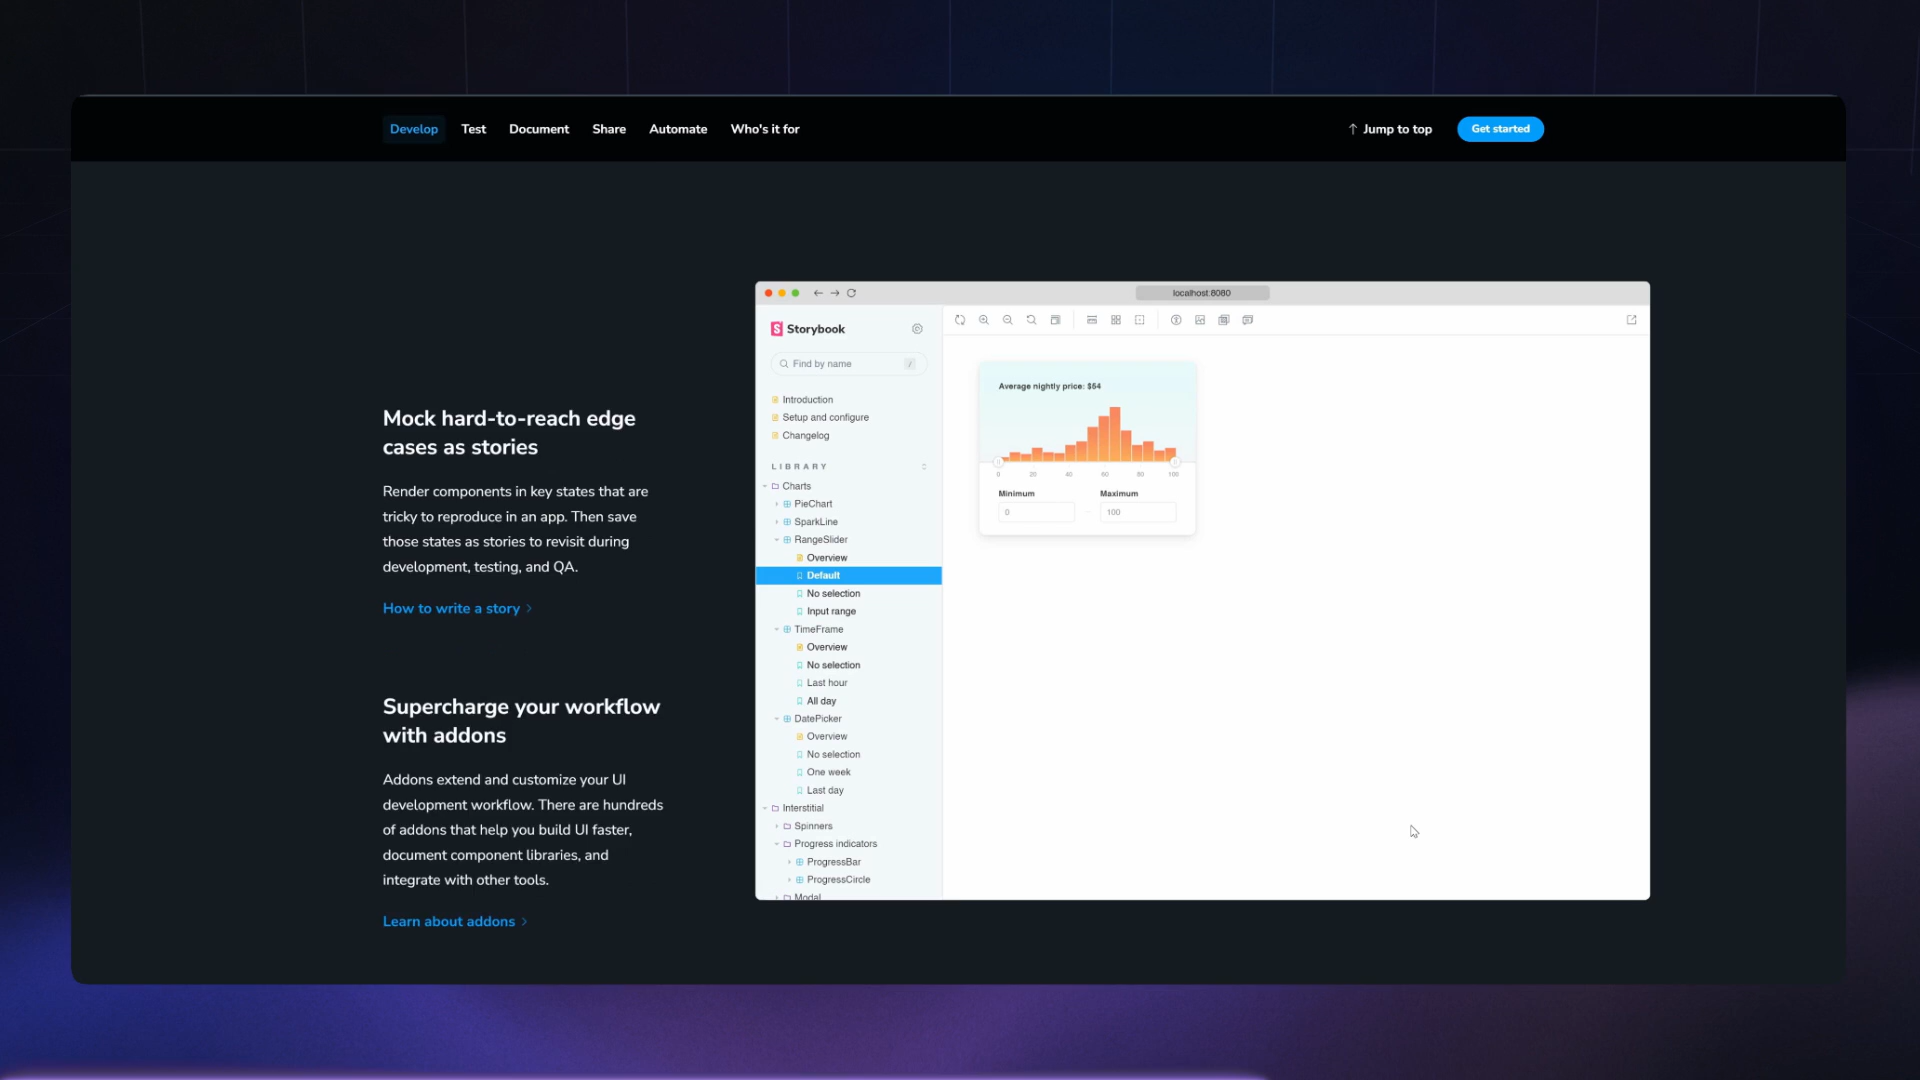 Develop
Test
Document
Share
Automate
Who's it for
↑ Jump to top
Get started
Mock hard-to-reach edge
cases as stories
Render components in key states that are
tricky to reproduce in an app. Then save
those states as stories to revisit during
development, testing, and QA.
How to write a story >
Supercharge your workflow
with addons
Addons extend and customize your UI
development workflow. There are hundreds
of addons that help you build UI faster,
document component libraries, and
integrate with other tools.
Learn about addons >
localhost:8080
S Storybook
Find by name /
Introduction
Setup and configure
Changelog
LIBRARY
Charts
PieChart
SparkLine
RangeSlider
Overview
Default
No selection
Input range
TimeFrame
Overview
No selection
Last hour
All day
DatePicker
Overview
No selection
One week
Last day
Interstitial
Spinners
Progress indicators
ProgressBar
ProgressCircle
Modal
Average nightly price: $54
0 20 40 60 80 100
Minimum Maximum
0 – 100